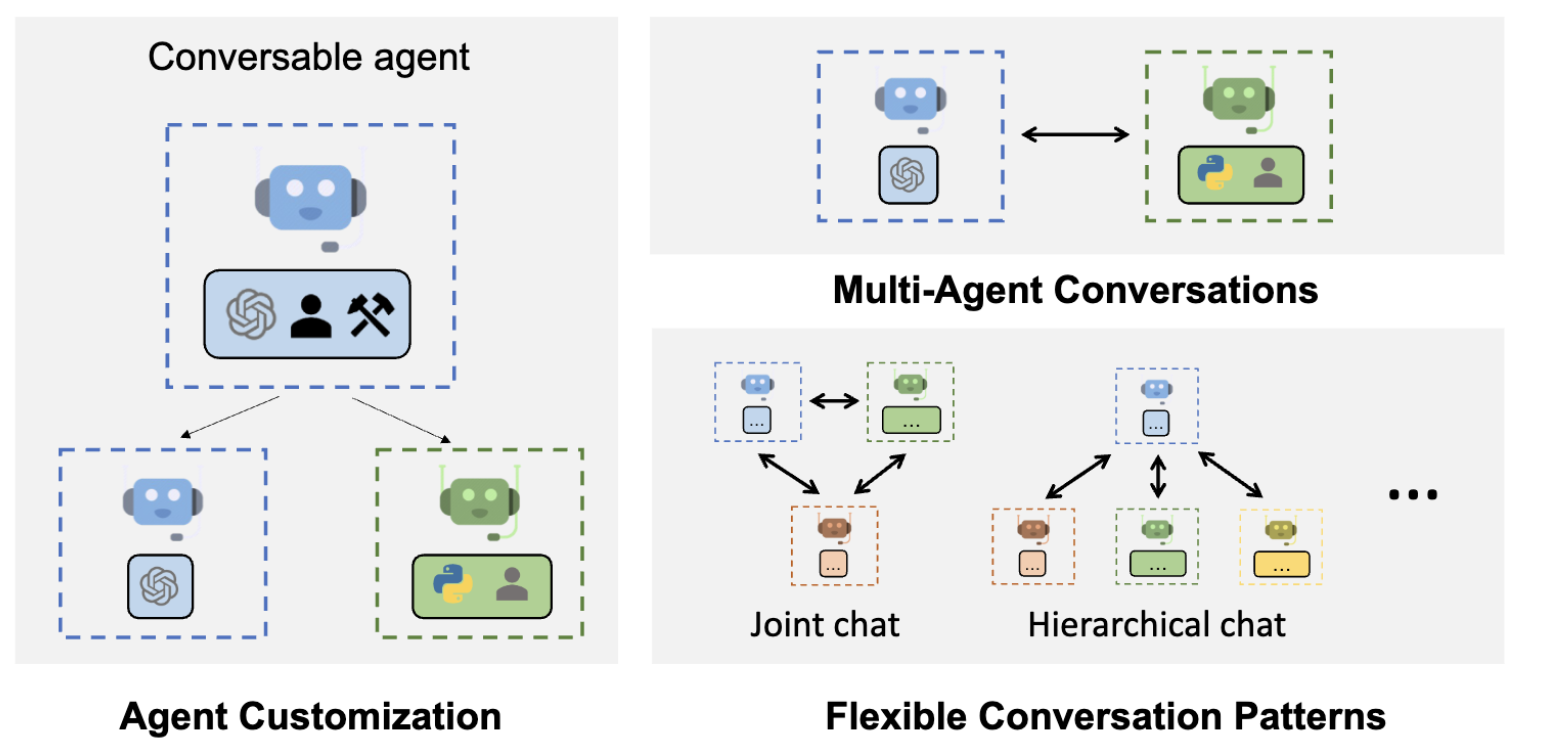 Conversable agent
Agent Customization
Multi-Agent Conversations
...
...
...
...
...
...
...
...
Joint chat
Hierarchical chat
Flexible Conversation Patterns